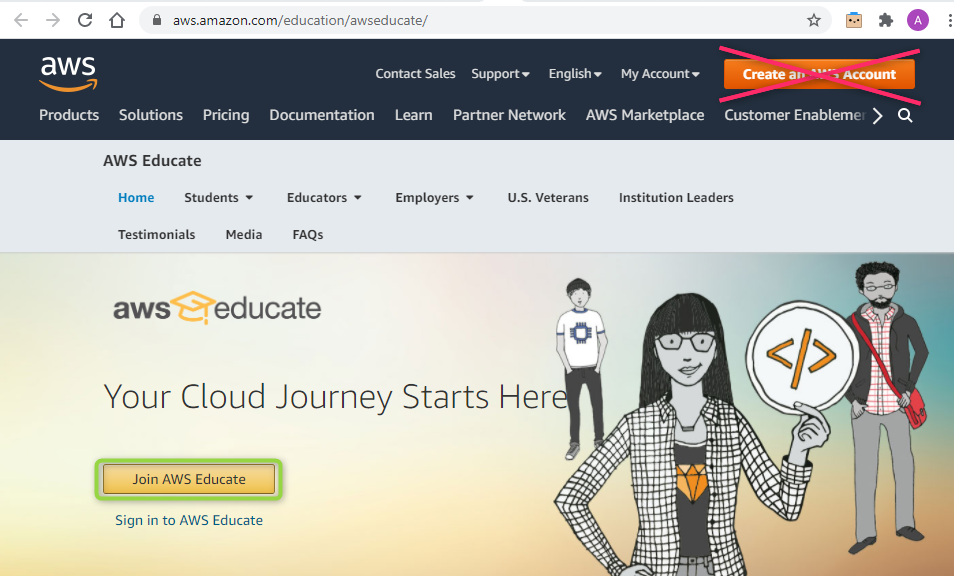 aws.amazon.com/education/awseducate/
A
aws
Contact Sales Support English My Account Create an AWS Account
Products Solutions Pricing Documentation Learn Partner Network AWS Marketplace Customer Enablemen
AWS Educate
Home Students Educators Employers U.S. Veterans Institution Leaders
Testimonials Media FAQs
aws educate
</>
Your Cloud Journey Starts Here
Join AWS Educate
Sign in to AWS Educate